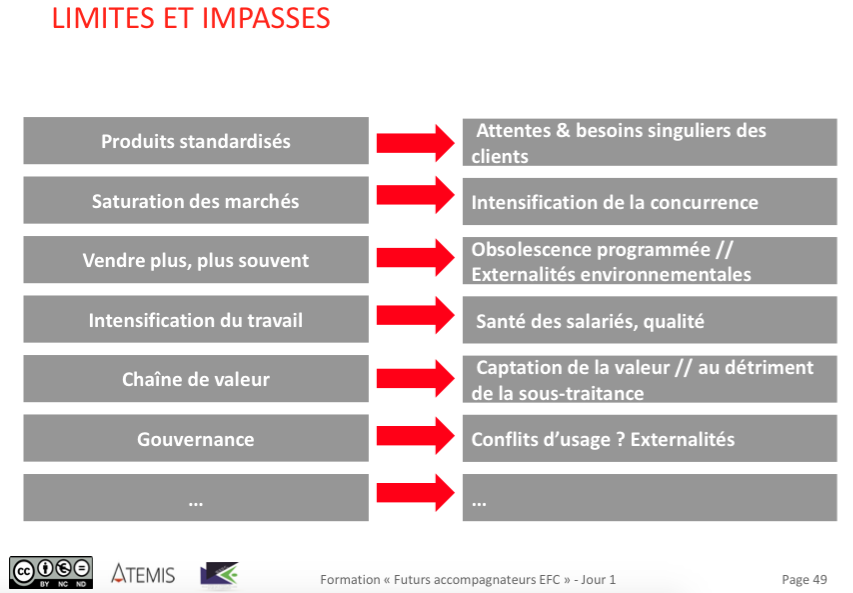 LIMITES ET IMPASSES
Produits standardisés
Attentes & besoins singuliers des
clients
Saturation des marchés
Intensification de la concurrence
Vendre plus, plus souvent
Obsolescence programmée //
Externalités environnementales
Intensification du travail
Santé des salariés, qualité
Chaîne de valeur
Captation de la valeur // au détriment
de la sous-traitance
Gouvernance
Conflits d’usage ? Externalités
...
...
cc BY NC ND
ATEMIS
Formation « Futurs accompagnateurs EFC » - Jour 1
Page 49